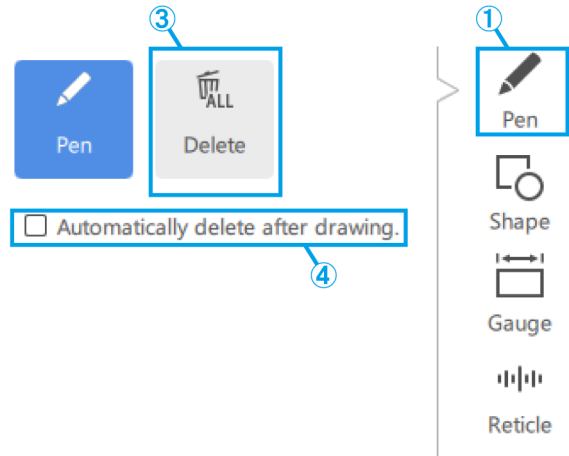 ③
①
ALL
Pen
Delete
Pen
Automatically delete after drawing.
Shape
④
Gauge
Reticle